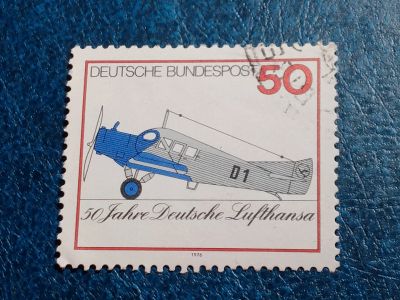 DEUTSCHE BUNDESPOST 50
D1
50 Jahre Deutsche Lufthansa
1976